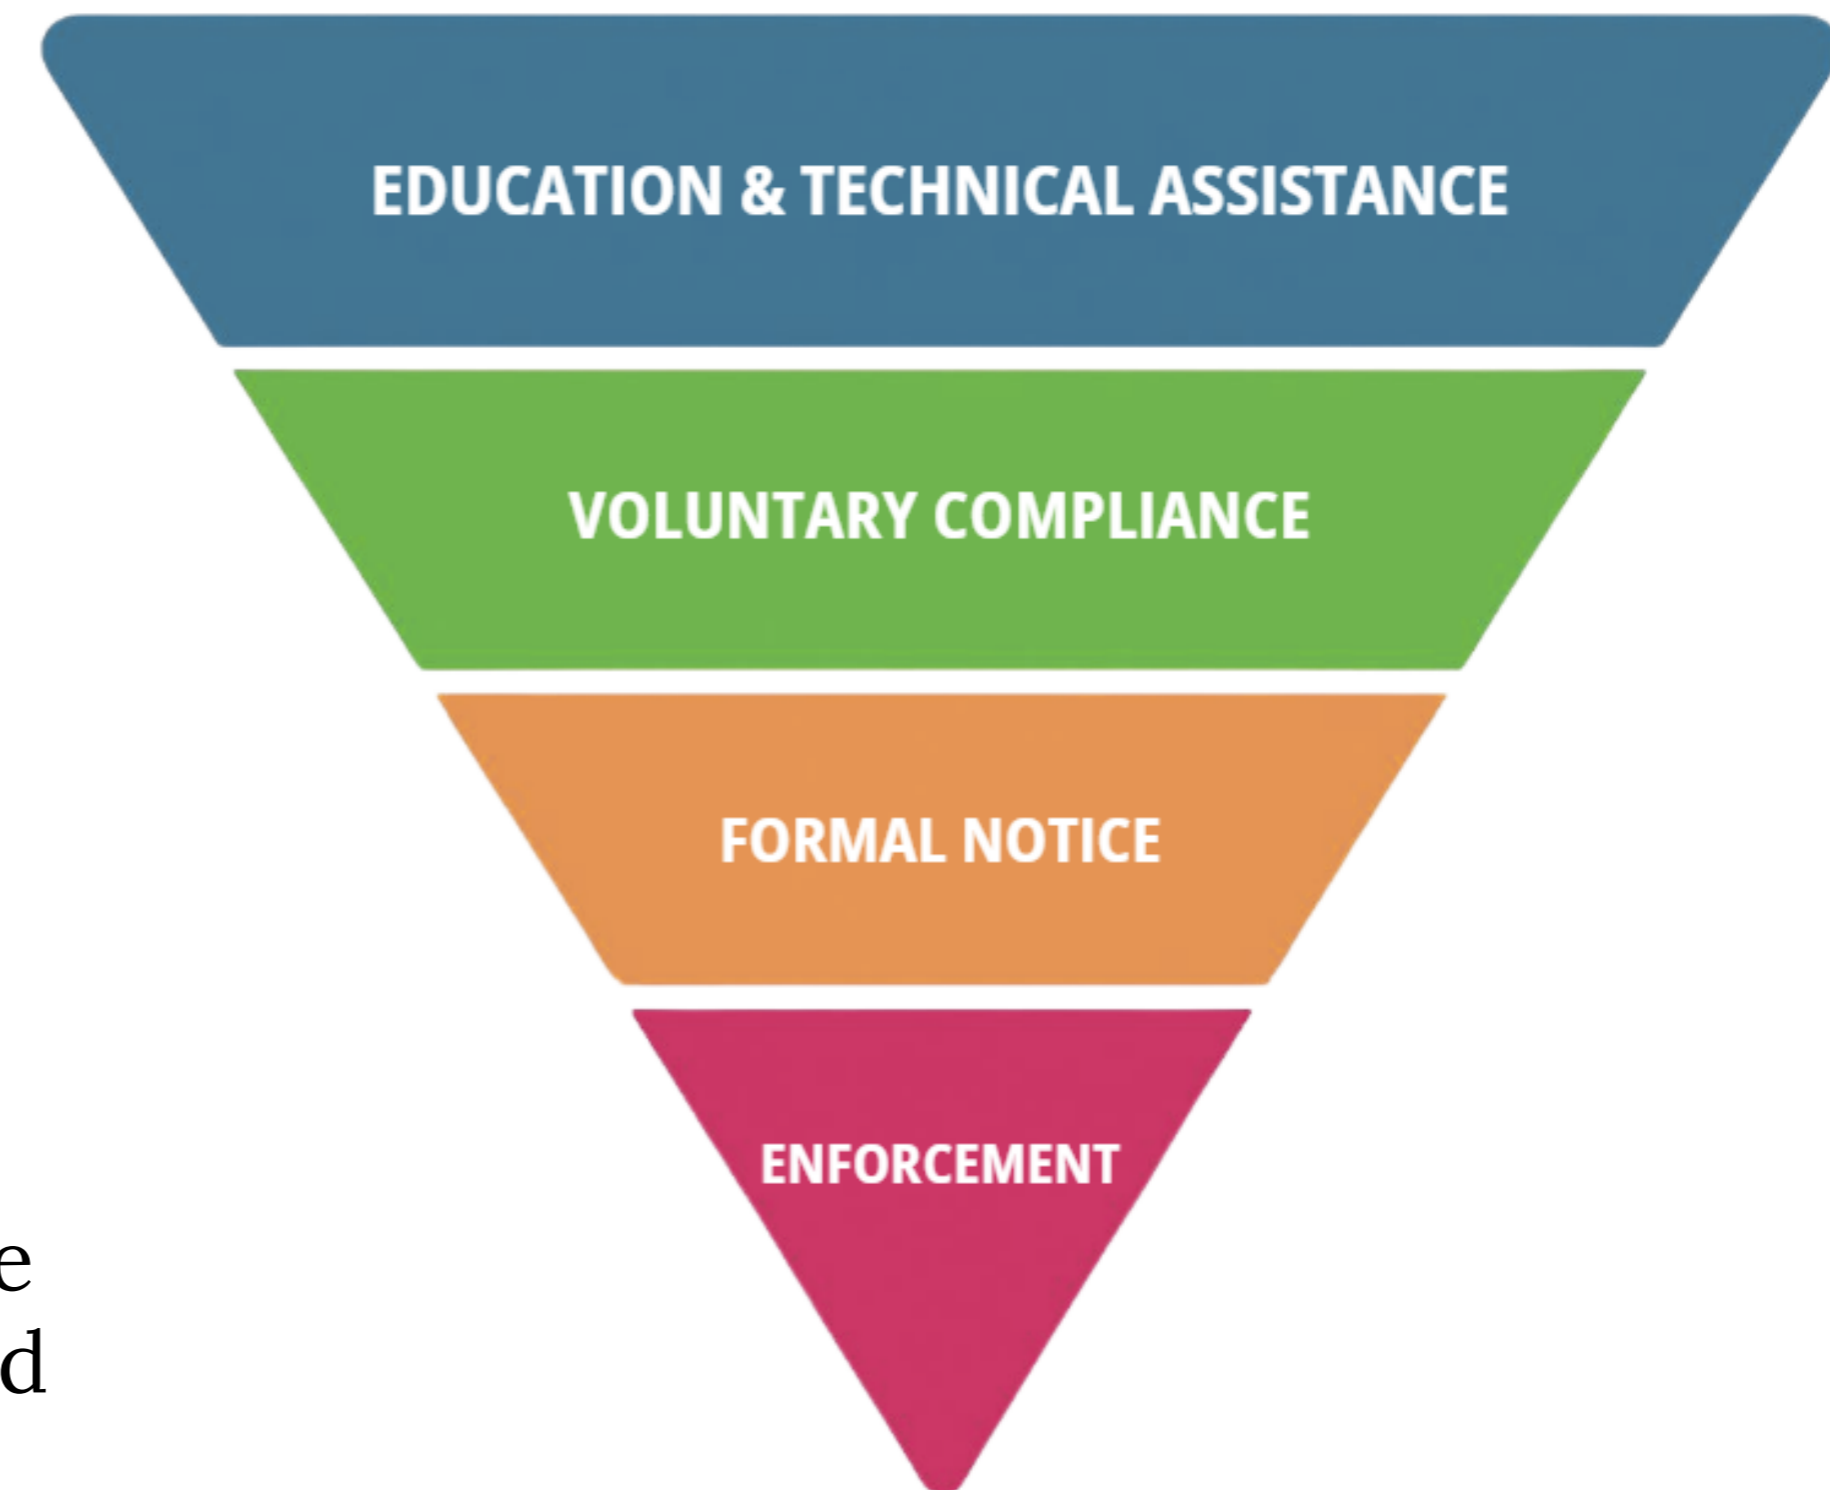 EDUCATION & TECHNICAL ASSISTANCE
VOLUNTARY COMPLIANCE
FORMAL NOTICE
ENFORCEMENT
e
d